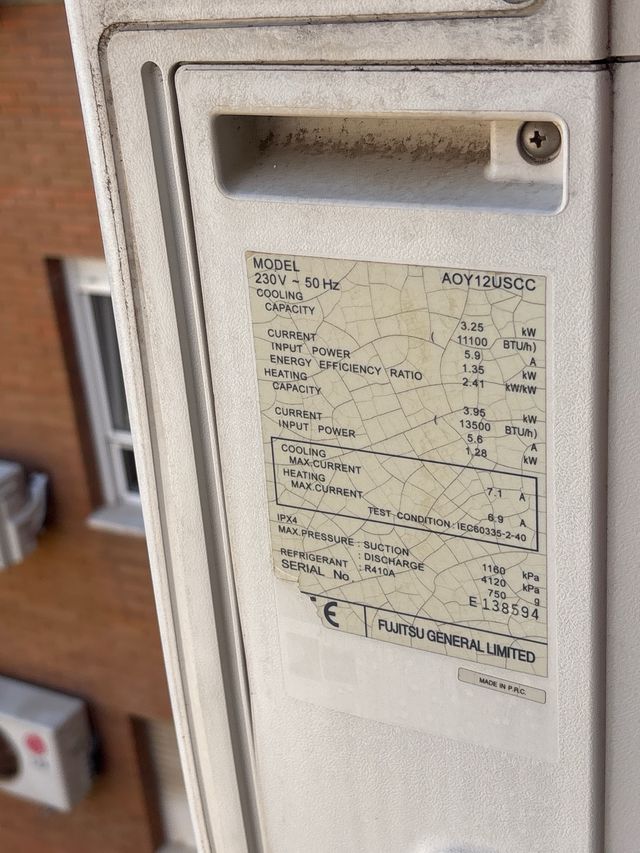 MODEL AOY12USCC
230V ~ 50 Hz
COOLING
CAPACITY 3.25 kW
( 11100 BTU/h)
CURRENT 5.9 A
INPUT POWER 1.35 kW
ENERGY EFFICIENCY RATIO 2.41 kW/kW
HEATING
CAPACITY 3.95 kW
( 13500 BTU/h)
CURRENT 5.6 A
INPUT POWER 1.28 kW
COOLING
MAX.CURRENT 7.1 A
HEATING
MAX.CURRENT 6.9 A
TEST CONDITION : IEC60335-2-40
IPX4
MAX.PRESSURE : SUCTION 1160 kPa
: DISCHARGE 4120 kPa
REFRIGERANT : R410A 750 g
SERIAL No. E 138594
CE FUJITSU GENERAL LIMITED
MADE IN P.R.C.